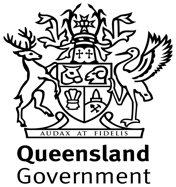 AUDAX AT FIDELIS
Queensland
Government